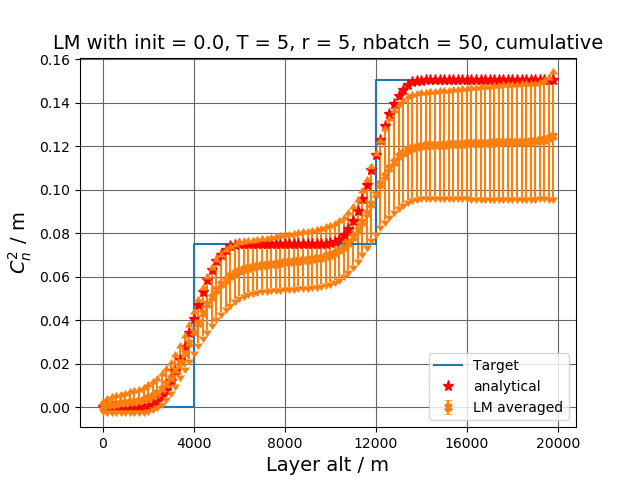 LM with init = 0.0, T = 5, r = 5, nbatch = 50, cumulative
0.16
0.14
0.12
0.10
0.08
0.06
0.04
0.02
0.00
C_n^2 / m
Target
analytical
LM averaged
0 4000 8000 12000 16000 20000
Layer alt / m